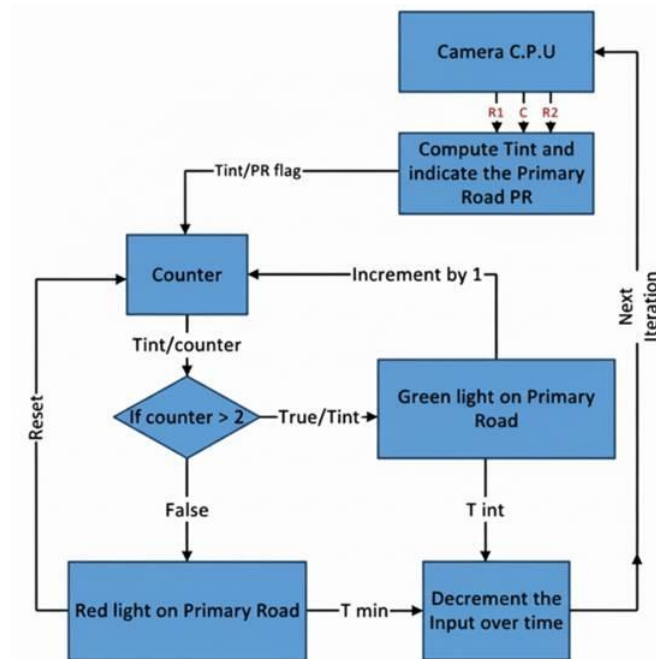 Camera C.P.U
R1 C R2
Compute Tint and
indicate the Primary
Road PR
Tint/PR flag
Counter
Increment by 1
Tint/counter
If counter > 2
True/Tint
Green light on Primary
Road
Reset
Next
Iteration
False
T int
Red light on Primary Road
T min
Decrement the
Input over time